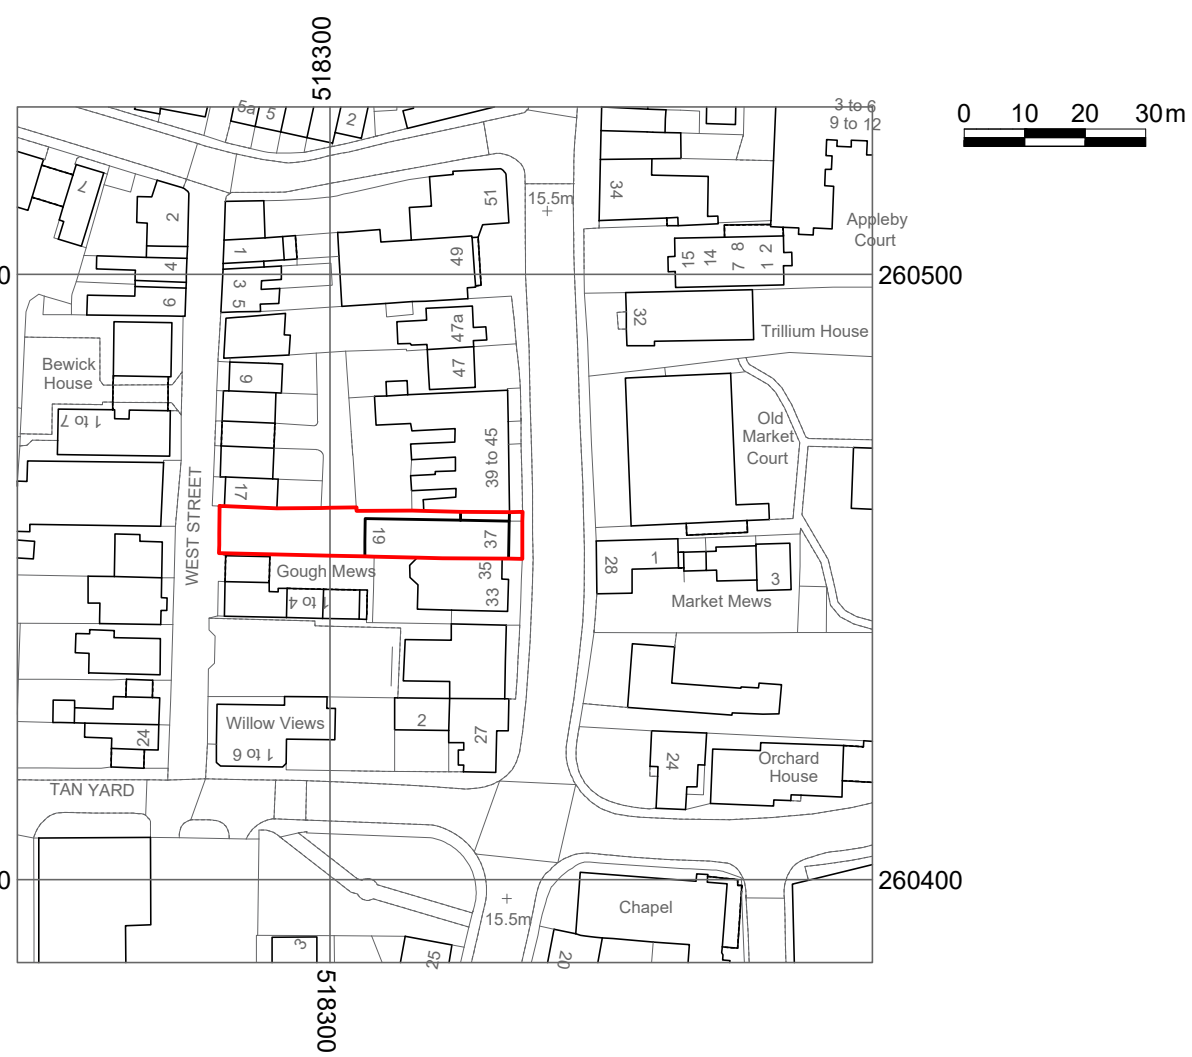 518300
3 to 6
9 to 12
0 10 20 30m
5a
5
2
7
2
51
34
15.5m
Appleby
Court
1
4
49
15
14
8
7
2
1
0
260500
3
5
6
47a
32
Trillium House
Bewick
House
9
47
1 to 7
Old
Market
Court
39 to 45
17
WEST STREET
19
37
28
1
3
Gough Mews
35
33
1 to 4
Market Mews
Willow Views
1 to 6
2
27
24
24
Orchard
House
TAN YARD
0
260400
Chapel
15.5m
3
25
20
518300